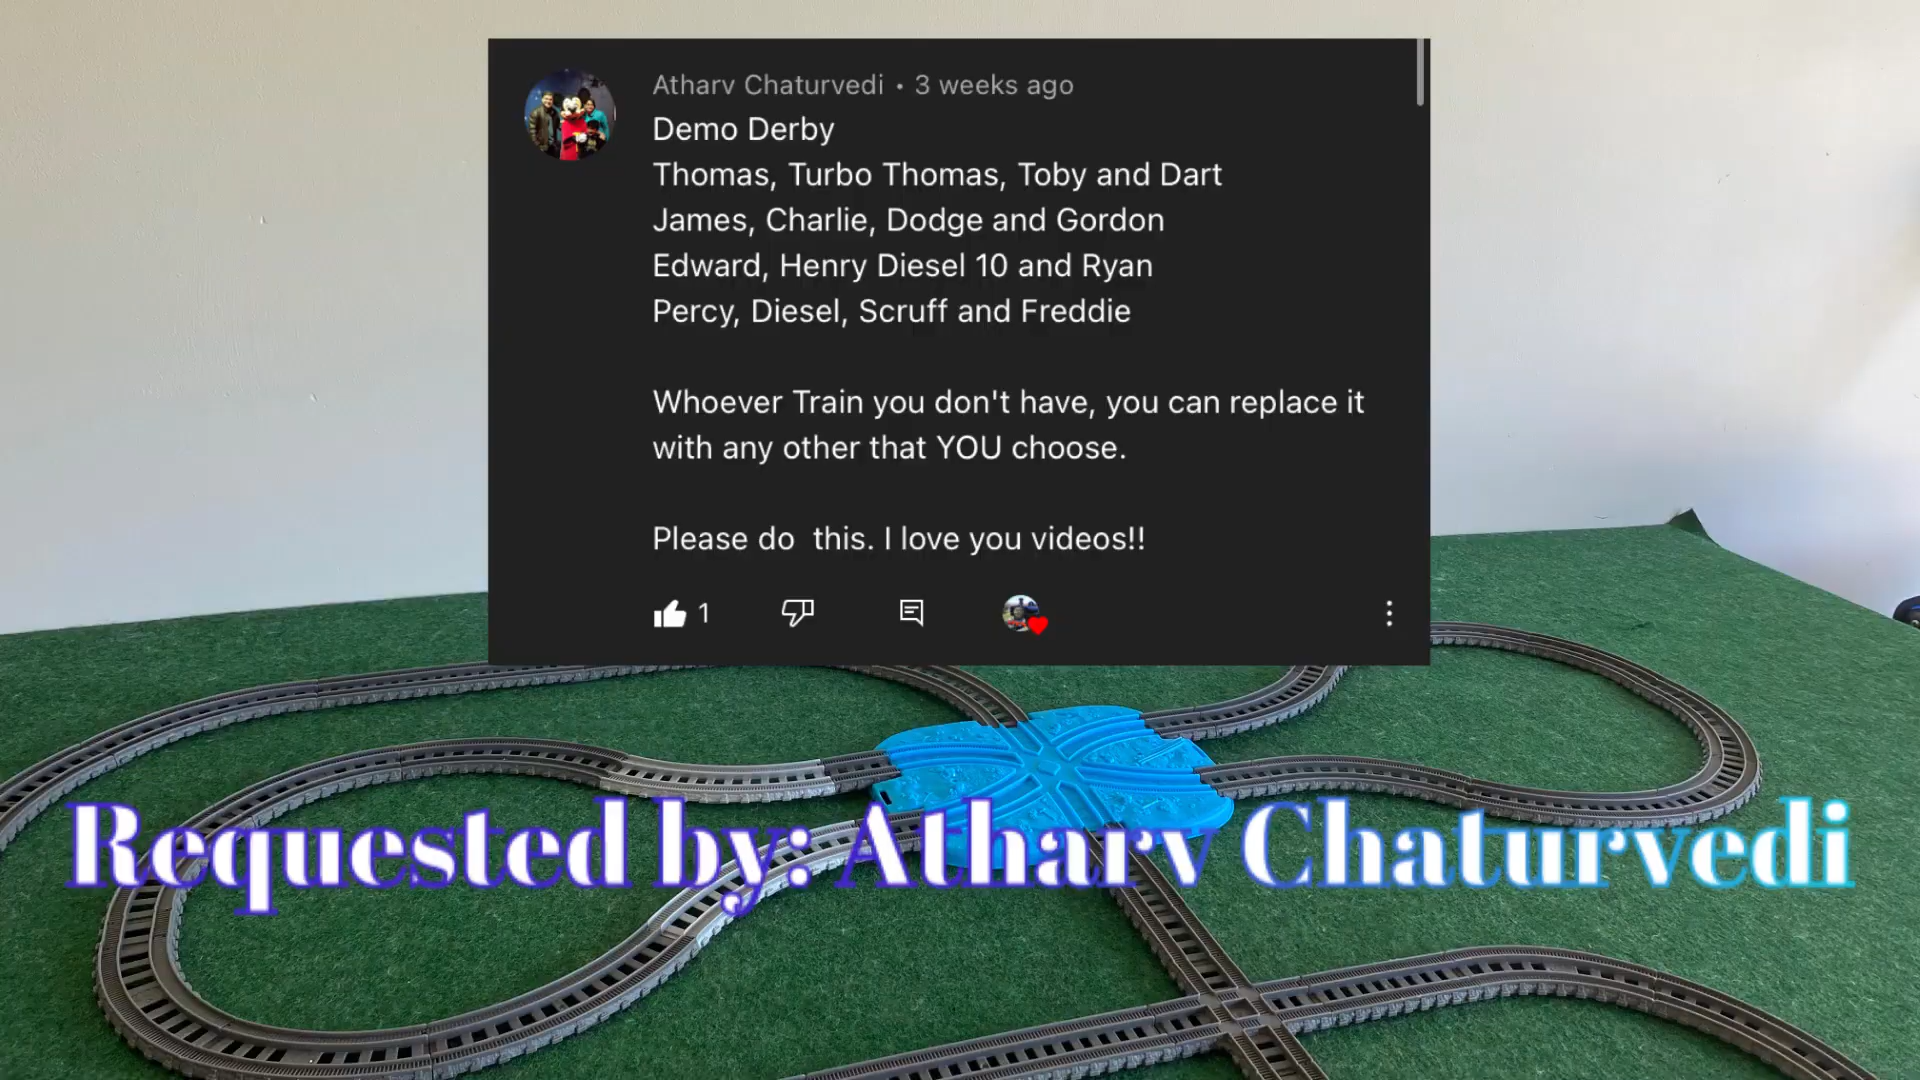 Atharv Chaturvedi • 3 weeks ago
Demo Derby
Thomas, Turbo Thomas, Toby and Dart
James, Charlie, Dodge and Gordon
Edward, Henry Diesel 10 and Ryan
Percy, Diesel, Scruff and Freddie
Whoever Train you don't have, you can replace it
with any other that YOU choose.
Please do  this. I love you videos!!
1
Requested by: Atharv Chaturvedi